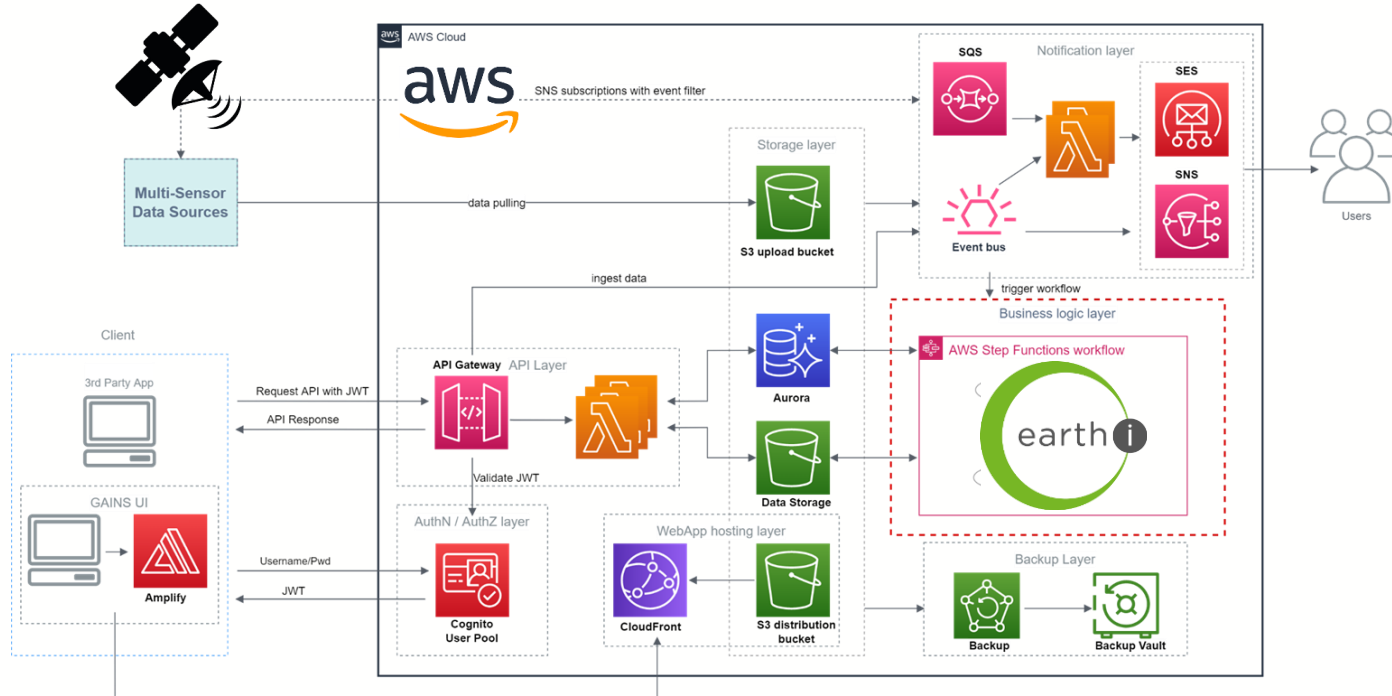 aws
AWS Cloud
aws
SNS subscriptions with event filter
Notification layer
SQS
SES
SNS
Event bus
Users
Multi-Sensor
Data Sources
data pulling
Storage layer
S3 upload bucket
ingest data
trigger workflow
Business logic layer
AWS Step Functions workflow
earth i
Client
3rd Party App
Request API with JWT
API Response
API Gateway
API Layer
Aurora
Data Storage
Validate JWT
GAINS UI
Amplify
Username/Pwd
JWT
AuthN / AuthZ layer
Cognito
User Pool
WebApp hosting layer
CloudFront
S3 distribution
bucket
Backup Layer
Backup
Backup Vault